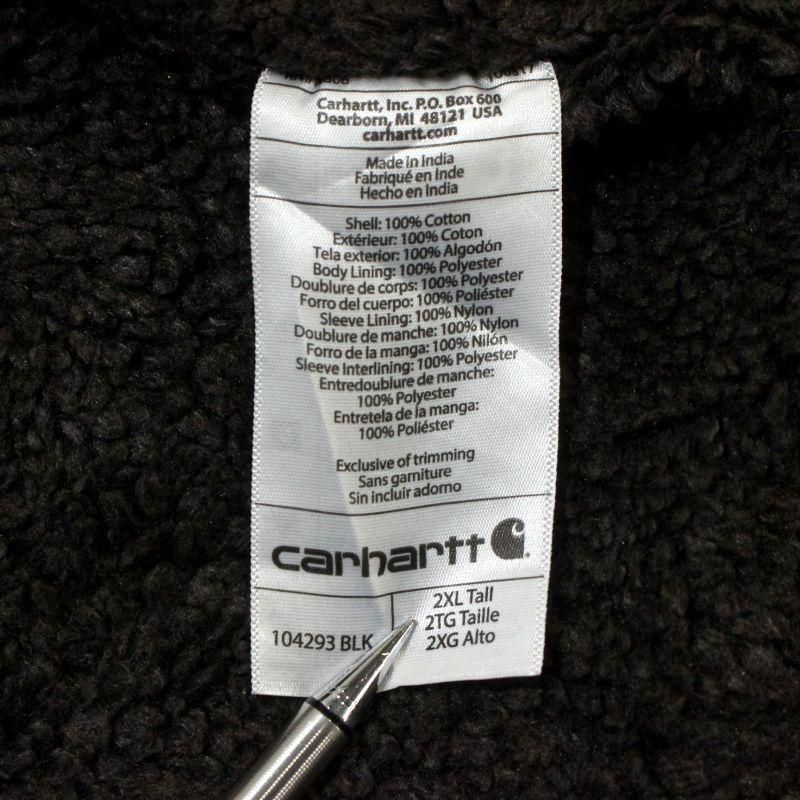 Carhartt, Inc. P.O. Box 600
Dearborn, MI 48121 USA
carhartt.com
Made in India
Fabriqué en Inde
Hecho en India
Shell: 100% Cotton
Extérieur: 100% Coton
Tela exterior: 100% Algodón
Body Lining: 100% Polyester
Doublure de corps: 100% Polyester
Forro del cuerpo: 100% Poliéster
Sleeve Lining: 100% Nylon
Doublure de manche: 100% Nylon
Forro de la manga: 100% Nilón
Sleeve Interlining: 100% Polyester
Entredoublure de manche:
100% Polyester
Entretela de la manga:
100% Poliéster
Exclusive of trimming
Sans garniture
Sin incluir adorno
carhartt
2XL Tall
2TG Taille
104293 BLK 2XG Alto